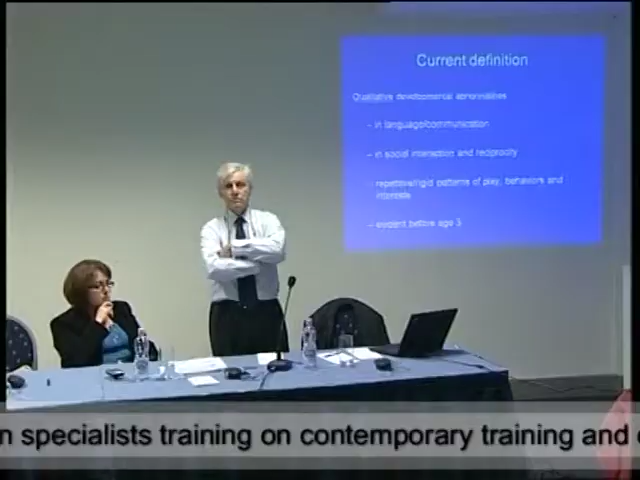 Current definition
Qualitative developmental abnormalities
– in language/communication
– in social interaction and reciprocity
repetitive/rigid patterns of play, behaviors and
interests
– evident before age 3
n specialists training on contemporary training and